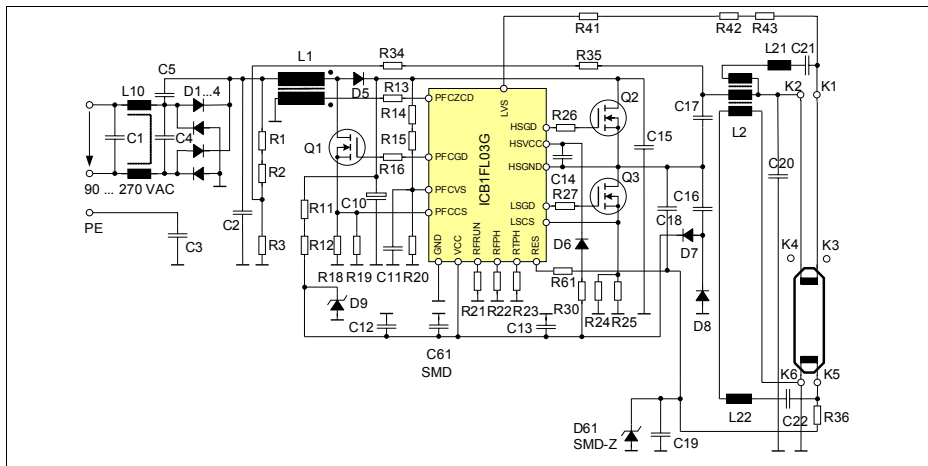 R41
R42 R43
L1
R34
R35
L21 C21
C5
L10
D1...4
D5
R13
R14
R15
PFCZCD
LVS
HSGD
R26
Q2
C15
C17
K2
K1
L2
C1
C4
R1
R2
Q1
R16
PFCGD
ICB1FL03G
HSVCC
HSGND
C14
Q3
C20
90 ... 270 VAC
PE
C3
C2
R3
R11
R12
C10
PFCVS
PFCCS
LSGD
LSCS
R27
D6
C18
C16
D7
K4
K3
R18
R19
C11
R20
GND
VCC
RFRUN
RFPH
RTPH
RES
R61
R30
D8
D9
R21
R22
R23
R24
R25
C12
C61
SMD
C13
K6
K5
L22
C22
R36
D61
SMD-Z
C19